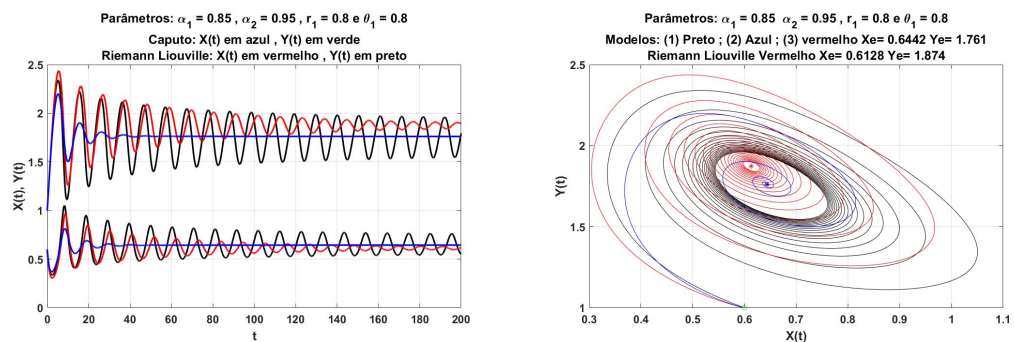 Parâmetros: α₁ = 0.85 , α₂ = 0.95 , r₁ = 0.8 e θ₁ = 0.8
Caputo: X(t) em azul , Y(t) em verde
Riemann Liouville: X(t) em vermelho , Y(t) em preto
2.5
2
1.5
1
0.5
0
X(t), Y(t)
0 20 40 60 80 100 120 140 160 180 200
t
Parâmetros: α₁ = 0.85 α₂ = 0.95, r₁ = 0.8 e θ₁ = 0.8
Modelos: (1) Preto ; (2) Azul ; (3) vermelho Xe= 0.6442 Ye= 1.761
Riemann Liouville Vermelho Xe= 0.6128 Ye= 1.874
2.5
2
1.5
1
Y(t)
0.3 0.4 0.5 0.6 0.7 0.8 0.9 1 1.1
X(t)